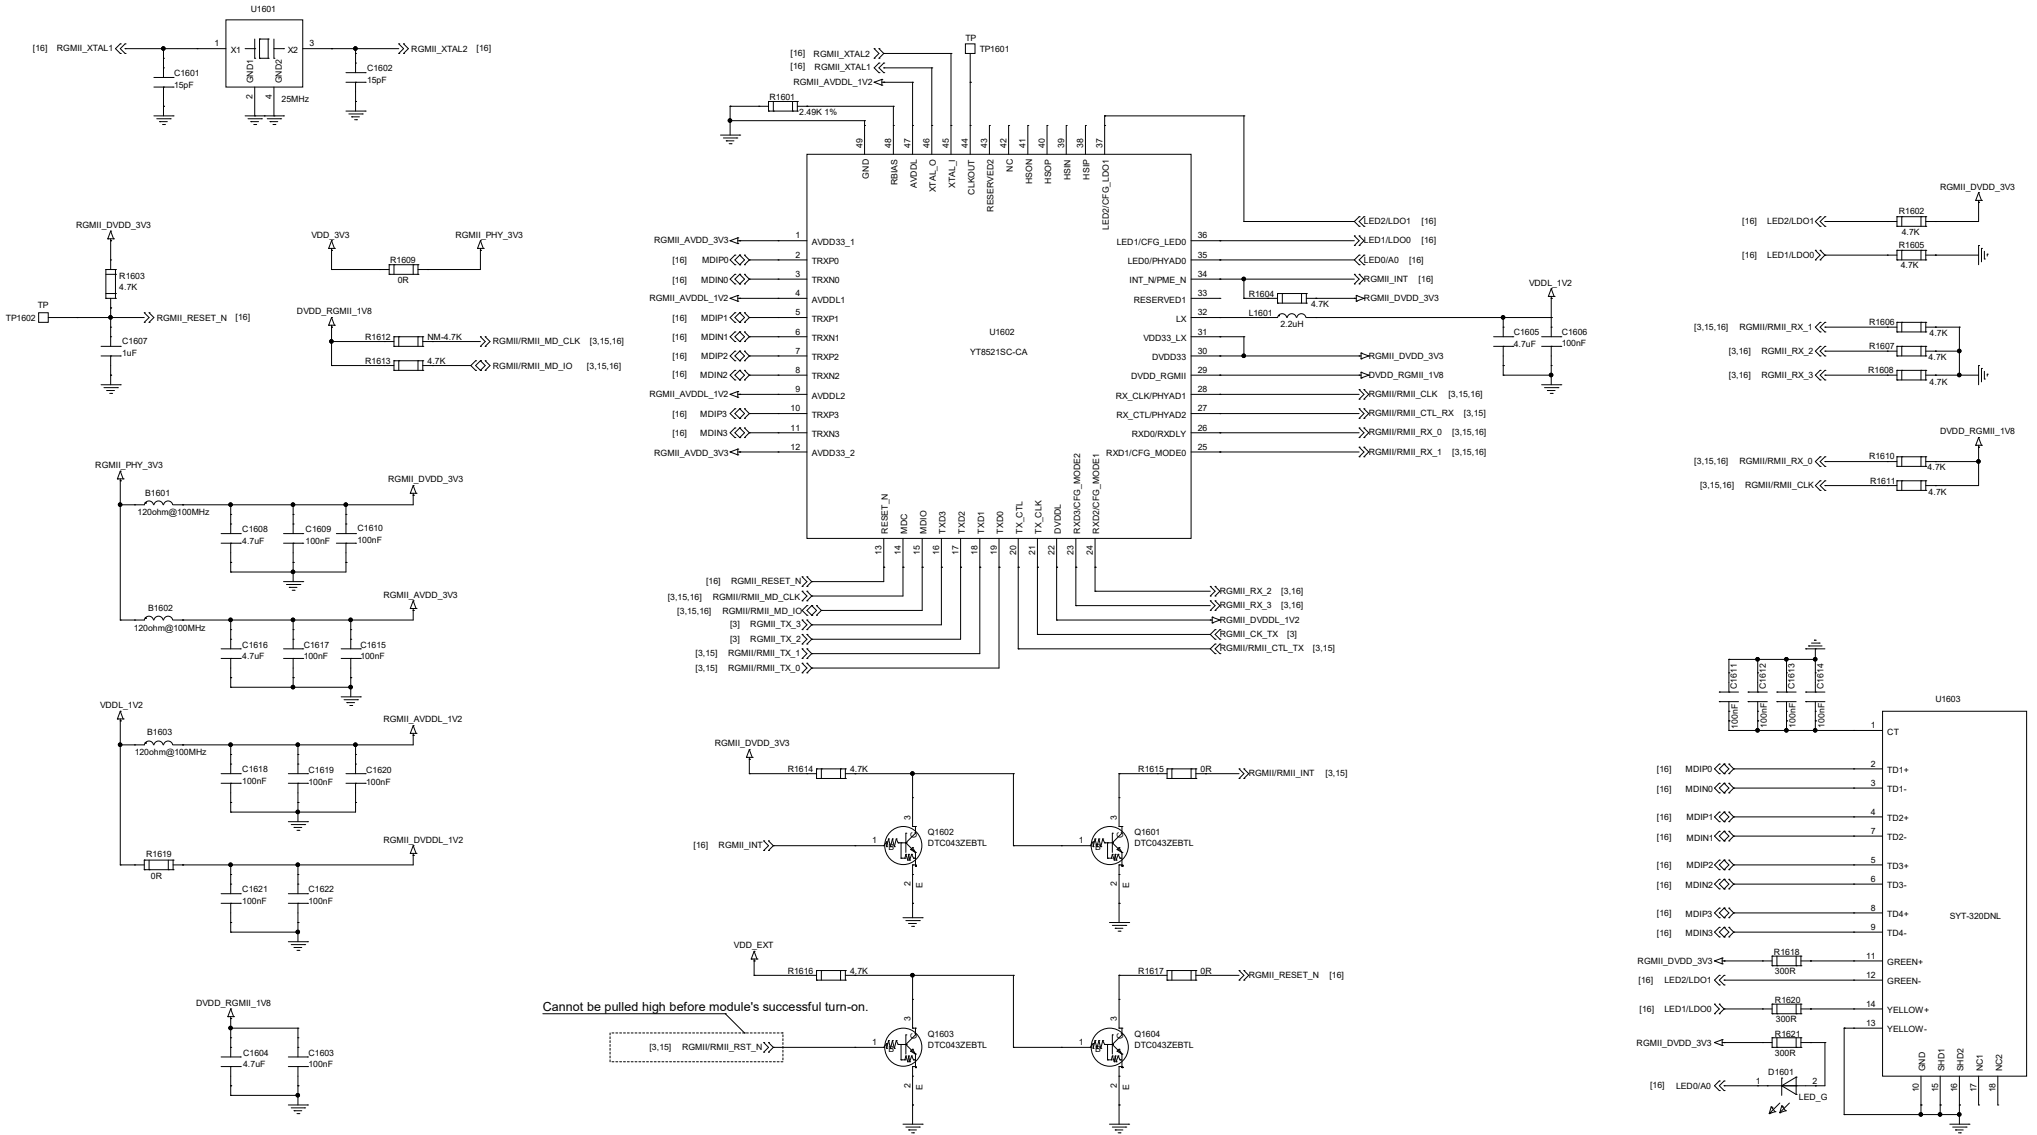 U1601
[16] RGMII_XTAL1
1 X1 X2 3
RGMII_XTAL2 [16]
GND1 GND2
2 4
25MHz
C1601
15pF
C1602
15pF
TP
TP1601
[16] RGMII_XTAL2
[16] RGMII_XTAL1
RGMII_AVDDL_1V2
R1601
2.49K 1%
49 48 47 46 45 44 43 42 41 40 39 38 37
GND
RBIAS
AVDDL
XTAL_O
XTAL_I
CLKOUT
RESERVED2
NC
HSON
HSOP
HSIN
HSIP
LED2/CFG_LDO1
U1602
YT8521SC-CA
RGMII_AVDD_3V3 1 AVDD33_1
[16] MDIP0 2 TRXP0
[16] MDIN0 3 TRXN0
RGMII_AVDDL_1V2 4 AVDDL1
[16] MDIP1 5 TRXP1
[16] MDIN1 6 TRXN1
[16] MDIP2 7 TRXP2
[16] MDIN2 8 TRXN2
RGMII_AVDDL_1V2 9 AVDDL2
[16] MDIP3 10 TRXP3
[16] MDIN3 11 TRXN3
RGMII_AVDD_3V3 12 AVDD33_2
LED2/LDO1 [16]
LED1/CFG_LED0 36 LED1/LDO0 [16]
LED0/PHYAD0 35 LED0/A0 [16]
INT_N/PME_N 34 RGMII_INT [16]
RESERVED1 33
R1604 4.7K RGMII_DVDD_3V3
LX 32 L1601 2.2uH
VDD33_LX 31
DVDD33 30 RGMII_DVDD_3V3
DVDD_RGMII 29 DVDD_RGMII_1V8
RX_CLK/PHYAD1 28 RGMII/RMII_CLK [3,15,16]
RX_CTL/PHYAD2 27 RGMII/RMII_CTL_RX [3,15]
RXD0/RXDLY 26 RGMII/RMII_RX_0 [3,15,16]
RXD1/CFG_MODE0 25 RGMII/RMII_RX_1 [3,15,16]
VDDL_1V2
C1605
4.7uF
C1606
100nF
RESET_N
MDC
MDIO
TXD3
TXD2
TXD1
TXD0
TX_CTL
TX_CLK
DVDDL
RXD3/CFG_MODE2
RXD2/CFG_MODE1
13 14 15 16 17 18 19 20 21 22 23 24
[16] RGMII_RESET_N
[3,15,16] RGMII/RMII_MD_CLK
[3,15,16] RGMII/RMII_MD_IO
[3] RGMII_TX_3
[3] RGMII_TX_2
[3,15] RGMII/RMII_TX_1
[3,15] RGMII/RMII_TX_0
RGMII_RX_2 [3,16]
RGMII_RX_3 [3,16]
RGMII_DVDDL_1V2
RGMII_CK_TX [3]
RGMII/RMII_CTL_TX [3,15]
RGMII_DVDD_3V3
R1603
4.7K
TP
TP1602
RGMII_RESET_N [16]
C1607
1uF
VDD_3V3
RGMII_PHY_3V3
R1609
0R
DVDD_RGMII_1V8
R1612 NM-4.7K RGMII/RMII_MD_CLK [3,15,16]
R1613 4.7K RGMII/RMII_MD_IO [3,15,16]
RGMII_DVDD_3V3
[16] LED2/LDO1 R1602 4.7K
[16] LED1/LDO0 R1605 4.7K
[3,15,16] RGMII/RMII_RX_1 R1606 4.7K
[3,16] RGMII_RX_2 R1607 4.7K
[3,16] RGMII_RX_3 R1608 4.7K
DVDD_RGMII_1V8
[3,15,16] RGMII/RMII_RX_0 R1610 4.7K
[3,15,16] RGMII/RMII_CLK R1611 4.7K
RGMII_PHY_3V3
B1601
120ohm@100MHz
RGMII_DVDD_3V3
C1608 4.7uF
C1609 100nF
C1610 100nF
B1602
120ohm@100MHz
RGMII_AVDD_3V3
C1616 4.7uF
C1617 100nF
C1615 100nF
VDDL_1V2
B1603
120ohm@100MHz
RGMII_AVDDL_1V2
C1618 100nF
C1619 100nF
C1620 100nF
R1619
0R
RGMII_DVDDL_1V2
C1621 100nF
C1622 100nF
DVDD_RGMII_1V8
C1604 4.7uF
C1603 100nF
RGMII_DVDD_3V3
R1614 4.7K
R1615 0R RGMII/RMII_INT [3,15]
[16] RGMII_INT
1 3 2 B C E
Q1602
DTC043ZEBTL
1 3 2 B C E
Q1601
DTC043ZEBTL
VDD_EXT
R1616 4.7K
R1617 0R RGMII_RESET_N [16]
Cannot be pulled high before module's successful turn-on.
[3,15] RGMII/RMII_RST_N
1 3 2 B C E
Q1603
DTC043ZEBTL
1 3 2 B C E
Q1604
DTC043ZEBTL
C1611 100nF
C1612 100nF
C1613 100nF
C1614 100nF
U1603
SYT-320DNL
1 CT
[16] MDIP0 2 TD1+
[16] MDIN0 3 TD1-
[16] MDIP1 4 TD2+
[16] MDIN1 7 TD2-
[16] MDIP2 5 TD3+
[16] MDIN2 6 TD3-
[16] MDIP3 8 TD4+
[16] MDIN3 9 TD4-
RGMII_DVDD_3V3 R1618 300R 11 GREEN+
[16] LED2/LDO1 12 GREEN-
[16] LED1/LDO0 R1620 300R 14 YELLOW+
13 YELLOW-
RGMII_DVDD_3V3 R1621 300R
[16] LED0/A0 1 D1601 2 LED_G
GND SHD1 SHD2 NC1 NC2
10 15 16 17 18